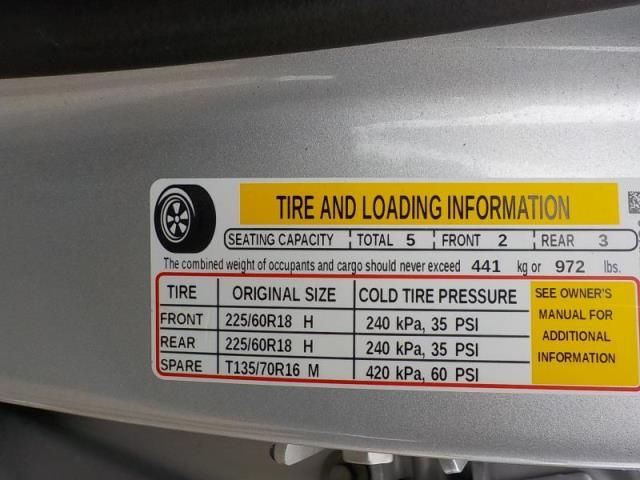 TIRE AND LOADING INFORMATION
SEATING CAPACITY TOTAL 5 FRONT 2 REAR 3
The combined weight of occupants and cargo should never exceed 441 kg or 972 lbs.
TIRE ORIGINAL SIZE COLD TIRE PRESSURE SEE OWNER'S
FRONT 225/60R18 H 240 kPa, 35 PSI MANUAL FOR
ADDITIONAL
REAR 225/60R18 H 240 kPa, 35 PSI INFORMATION
SPARE T135/70R16 M 420 kPa, 60 PSI